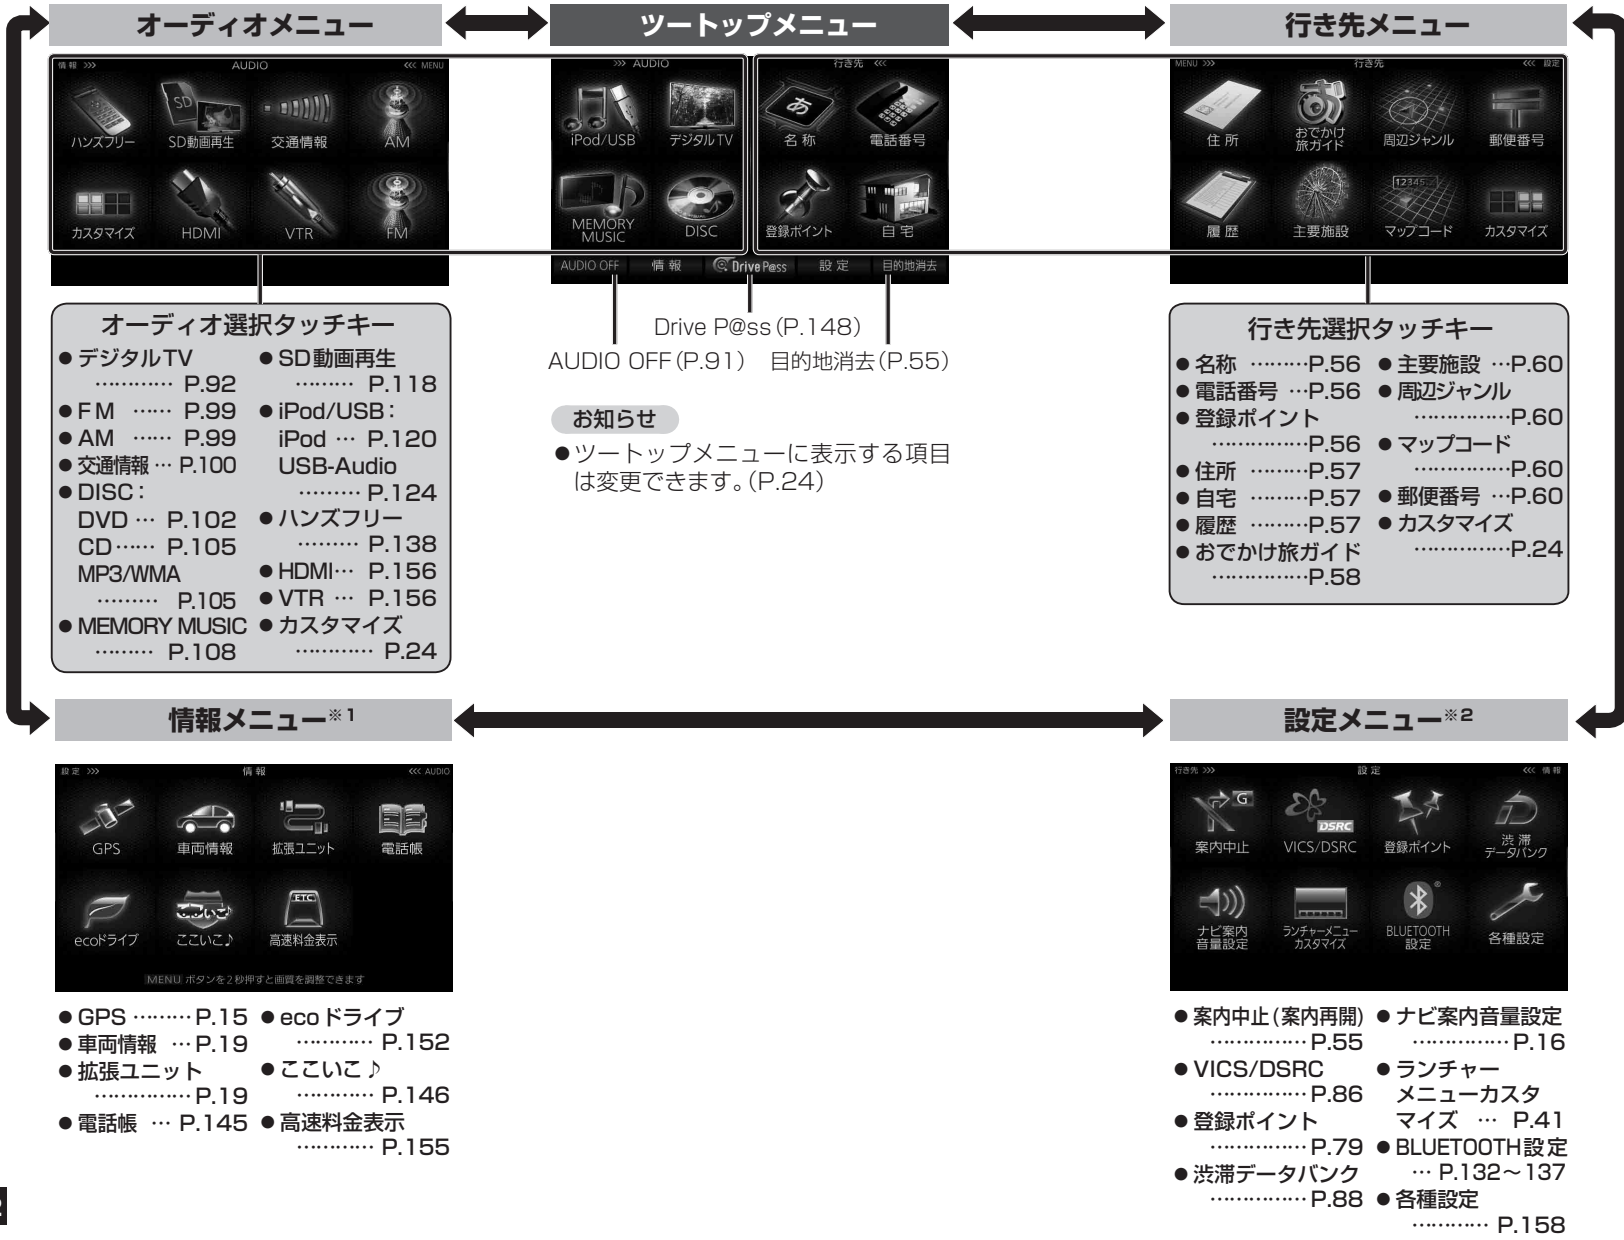 オーディオメニュー
ツートップメニュー
行き先メニュー
情報 >>> AUDIO <<< MENU
ハンズフリー SD動画再生 交通情報 AM
カスタマイズ HDMI VTR FM
>>> AUDIO 行き先 <<<
iPod/USB デジタルTV 名称 電話番号
MEMORY
MUSIC DISC 登録ポイント 自宅
AUDIO OFF 情報 Drive P@ss 設定 目的地消去
MENU >>> 行き先 <<< 設定
住所 おでかけ
旅ガイド 周辺ジャンル 郵便番号
12345...
履歴 主要施設 マップコード カスタマイズ
オーディオ選択タッチキー
●デジタルTV
………… P.92
●FM …… P.99
●AM …… P.99
●交通情報… P.100
●DISC：
DVD… P.102
CD…… P.105
MP3/WMA
……… P.105
●MEMORY MUSIC
……… P.108
●SD動画再生
……… P.118
●iPod/USB：
iPod … P.120
USB-Audio
……… P.124
●ハンズフリー
……… P.138
●HDMI… P.156
●VTR … P.156
●カスタマイズ
………… P.24
Drive P@ss(P.148)
AUDIO OFF(P.91) 目的地消去(P.55)
お知らせ
●ツートップメニューに表示する項目
は変更できます。(P.24)
行き先選択タッチキー
●名称 ………P.56
●電話番号 …P.56
●登録ポイント
……………P.56
●住所 ………P.57
●自宅 ………P.57
●履歴 ………P.57
●おでかけ旅ガイド
……………P.58
●主要施設 …P.60
●周辺ジャンル
……………P.60
●マップコード
……………P.60
●郵便番号 …P.60
●カスタマイズ
……………P.24
情報メニュー※1
設定メニュー※2
設定 >>> 情報 <<< AUDIO
GPS 車両情報 拡張ユニット 電話帳
ETC
ecoドライブ ここいこ♪ 高速料金表示
MENU ボタンを2秒押すと画質を調整できます
●GPS ………P.15
●車両情報 …P.19
●拡張ユニット
……………P.19
●電話帳 … P.145
●ecoドライブ
………… P.152
●ここいこ♪
………… P.146
●高速料金表示
………… P.155
行き先 >>> 設定 <<< 情報
G DSRC
案内中止 VICS/DSRC 登録ポイント 渋滞
データバンク
ナビ案内
音量設定 ランチャーメニュー
カスタマイズ BLUETOOTH
設定 各種設定
●案内中止(案内再開)
……………P.55
●VICS/DSRC
……………P.86
●登録ポイント
……………P.79
●渋滞データバンク
……………P.88
●ナビ案内音量設定
……………P.16
●ランチャー
メニューカスタ
マイズ … P.41
●BLUETOOTH設定
… P.132～137
●各種設定
………… P.158